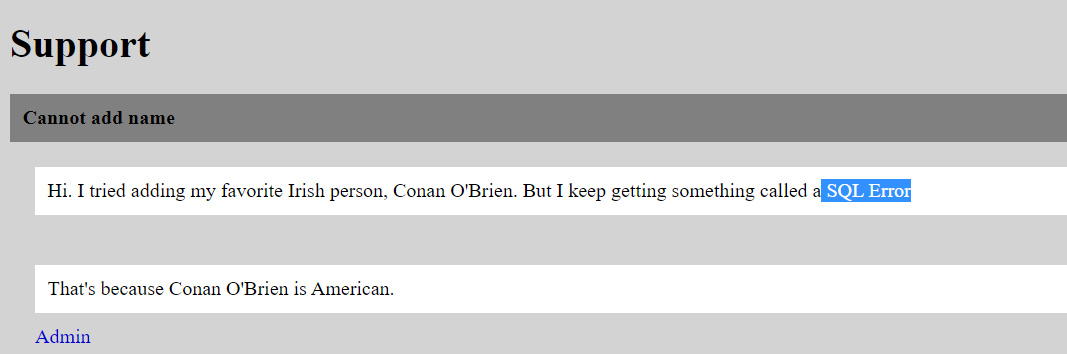 Support
Cannot add name
Hi. I tried adding my favorite Irish person, Conan O'Brien. But I keep getting something called a SQL Error
That's because Conan O'Brien is American.
Admin